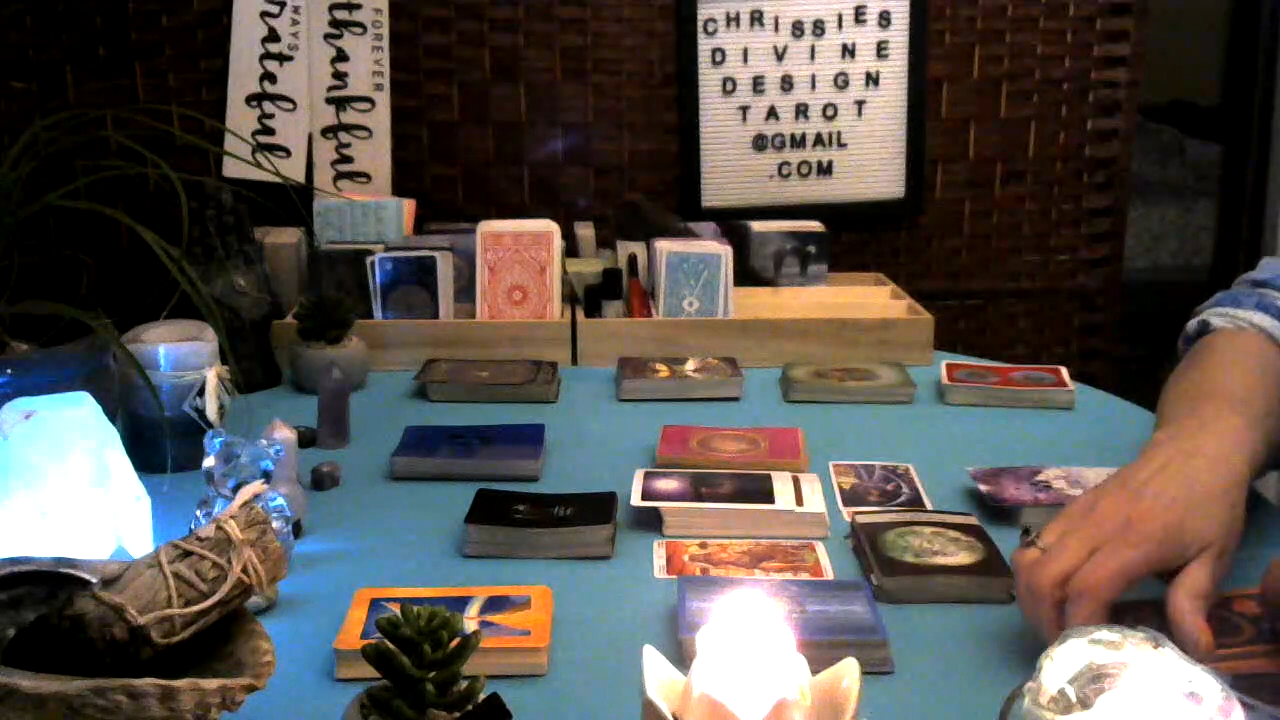 ALWAYS
grateful
FOREVER
thankful
CHRISSIES
DIVINE
DESIGN
TAROT
@GMAIL
.COM